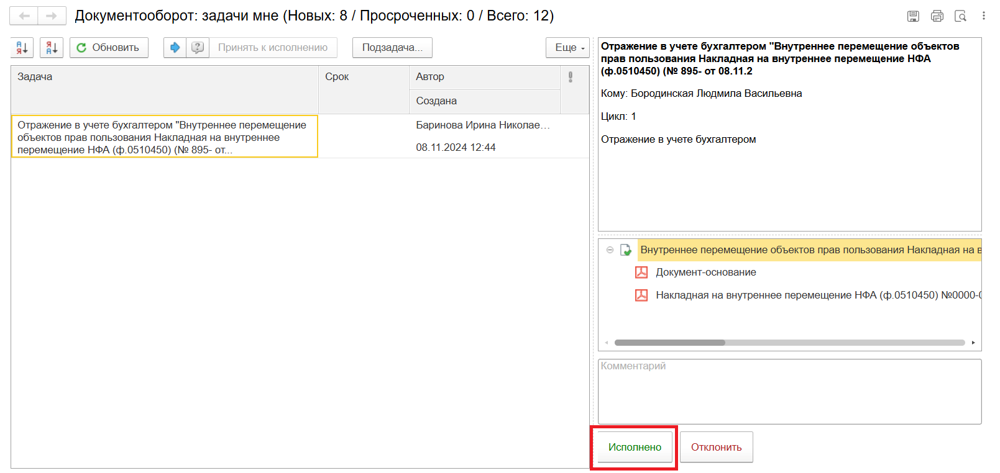 Документооборот: задачи мне (Новых: 8 / Просроченных: 0 / Всего: 12)
Обновить
Принять к исполнению
Подзадача...
Еще
Задача
Срок
Автор
Создана
Отражение в учете бухгалтером "Внутреннее перемещение
объектов прав пользования Накладная на внутреннее
перемещение НФА (ф.0510450) (№ 895- от...
Баринова Ирина Николае...
08.11.2024 12:44
Отражение в учете бухгалтером "Внутреннее перемещение объектов
прав пользования Накладная на внутреннее перемещение НФА
(ф.0510450) (№ 895- от 08.11.2
Кому: Бородинская Людмила Васильевна
Цикл: 1
Отражение в учете бухгалтером
Внутреннее перемещение объектов прав пользования Накладная на в
Документ-основание
Накладная на внутреннее перемещение НФА (ф.0510450) №0000-0
Комментарий
Исполнено
Отклонить